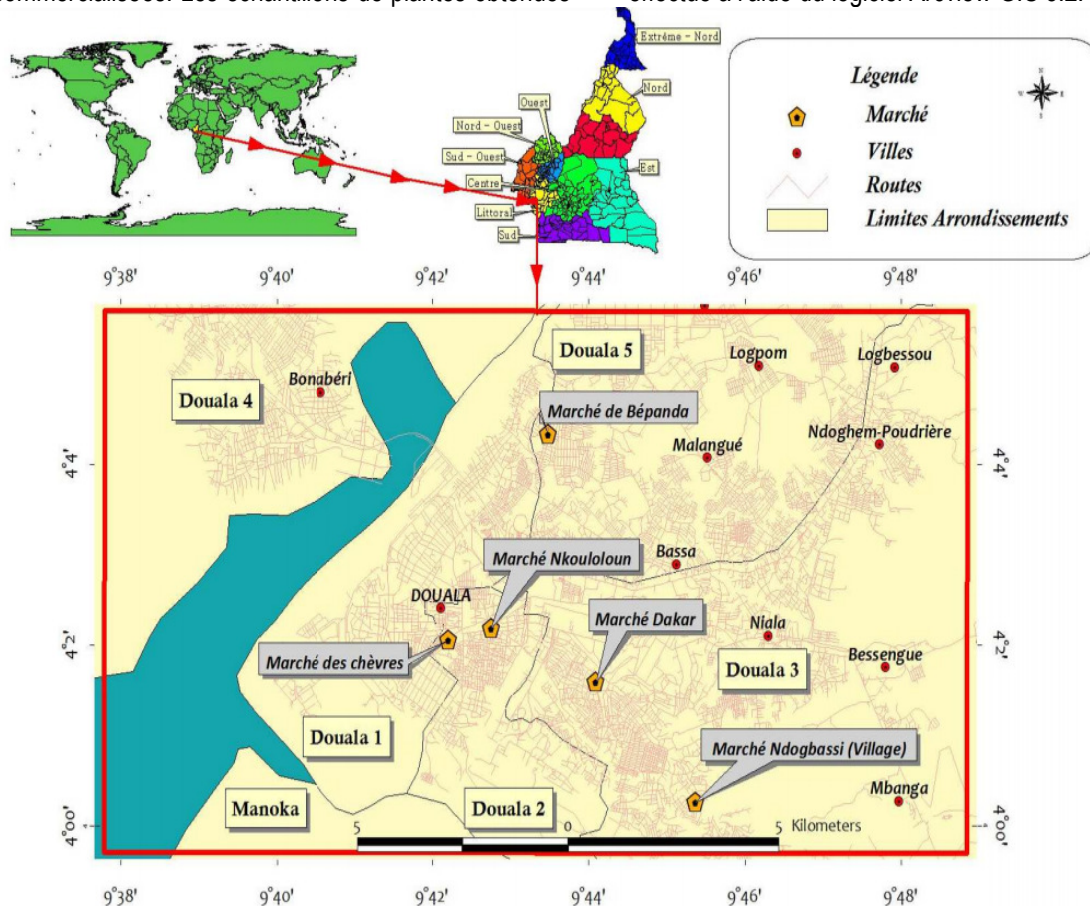 Extrême - Nord
Nord
Ouest
Nord - Ouest
Sud - Ouest
Est
Centre
Littoral
Sud
Légende
Marché
Villes
Routes
Limites Arrondissements
9°38' 9°40' 9°42' 9°44' 9°46' 9°48'
Douala 5
Logpom
Logbessou
Bonabéri
Douala 4
Marché de Bépanda
Malangué
Ndoghem-Poudrière
4°4' 4°4'
Marché Nkouloloun
Bassa
DOUALA
Marché Dakar
Niala
4°2' 4°2'
Marché des chèvres
Douala 3
Bessengue
Douala 1
Marché Ndogbassi (Village)
Manoka
Douala 2
Mbanga
4°00' 4°00'
5 0 5 Kilometers
9°38' 9°40' 9°42' 9°44' 9°46' 9°48'